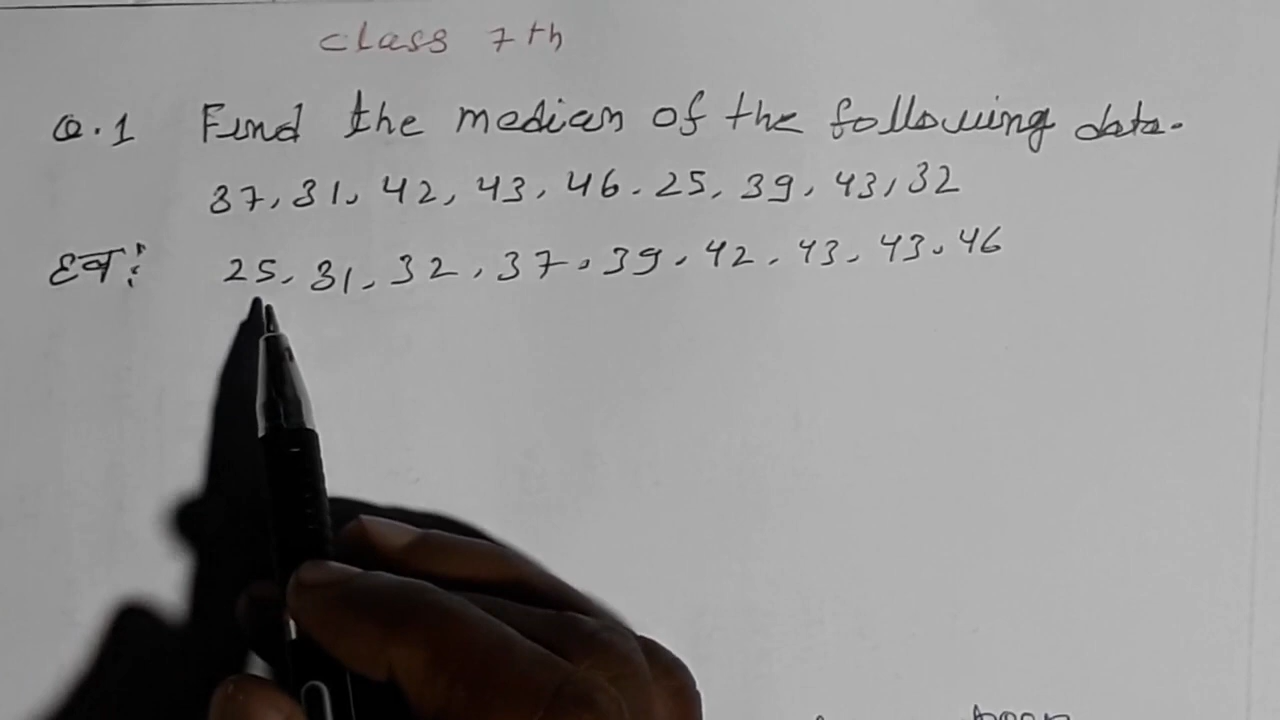 class 7th
Q.1 Find the median of the following data.
37, 31, 42, 43, 46. 25, 39, 43, 32
हल:
25, 31, 32, 37, 39, 42, 43, 43, 46